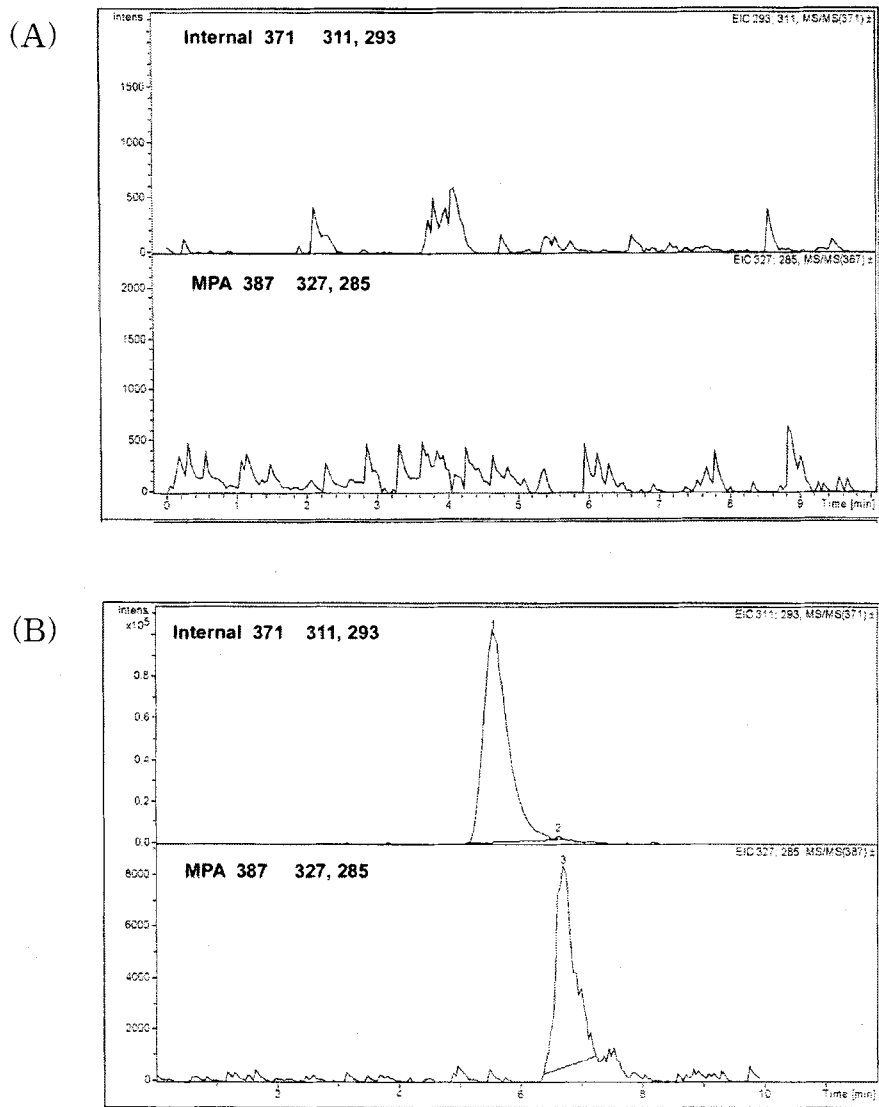 (A)
Intens.
EIC 293; 311, MS/MS(371) ±
Internal 371 311, 293
1500
1000
500
0
EIC 327; 285, MS/MS(387) ±
MPA 387 327, 285
2000
1500
1000
500
0
0 1 2 3 4 5 6 7 8 9 Time [min]
(B)
Intens.
x10⁵
EIC 311; 293, MS/MS(371) ±
Internal 371 311, 293
1
0.8
0.6
0.4
0.2
0.0
2
EIC 327; 285, MS/MS(387) ±
MPA 387 327, 285
3
8000
6000
4000
2000
0
2 4 6 8 10 Time [min]